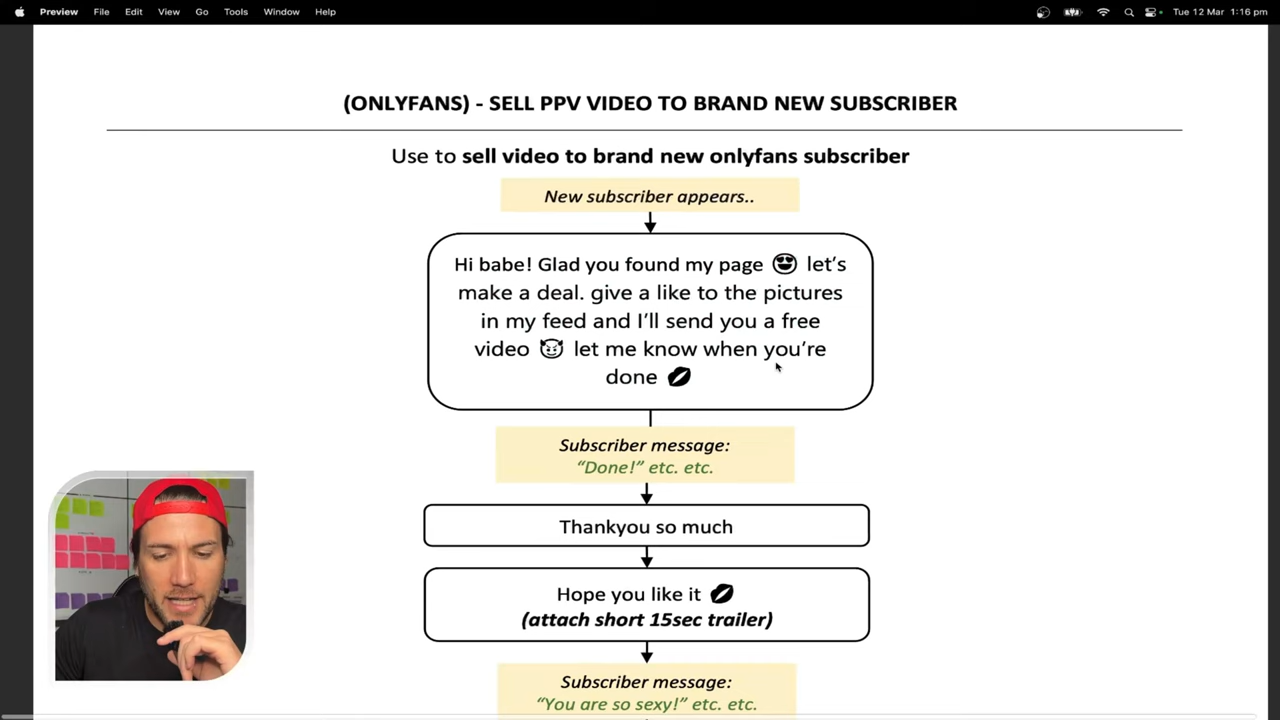 Preview File Edit View Go Tools Window Help Tue 12 Mar 1:16 pm
(ONLYFANS) - SELL PPV VIDEO TO BRAND NEW SUBSCRIBER
Use to sell video to brand new onlyfans subscriber
New subscriber appears..
Hi babe! Glad you found my page 😍 let's
make a deal. give a like to the pictures
in my feed and I'll send you a free
video 😈 let me know when you're
done 💋
Subscriber message:
“Done!” etc. etc.
Thankyou so much
Hope you like it 💋
(attach short 15sec trailer)
Subscriber message:
“You are so sexy!” etc. etc.